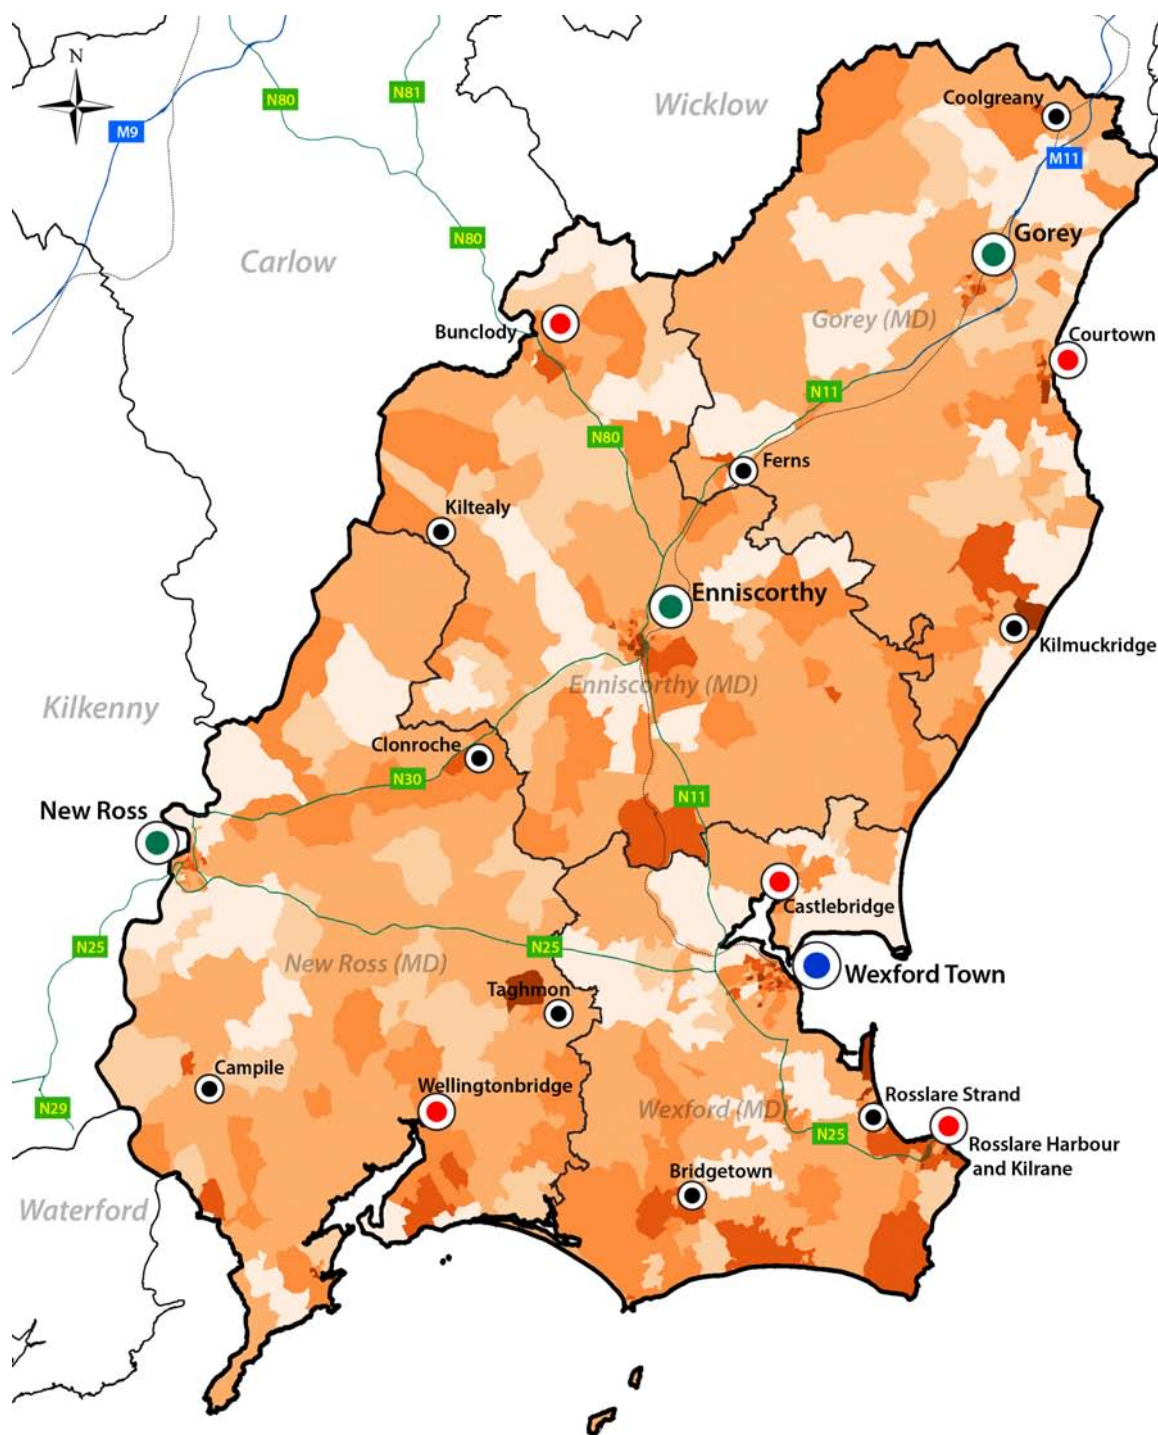 N
N81
N80
Wicklow
Coolgreany
M9
M11
Gorey
N80
Carlow
Gorey (MD)
Bunclody
Courtown
N11
N80
Ferns
Kiltealy
Enniscorthy
Kilmuckridge
Enniscorthy (MD)
Kilkenny
Clonroche
N30
N11
New Ross
Castlebridge
N25
N25
New Ross (MD)
Wexford Town
Taghmon
Campile
Wellingtonbridge
Rosslare Strand
N29
Wexford (MD)
N25
Rosslare Harbour
and Kilrane
Bridgetown
Waterford